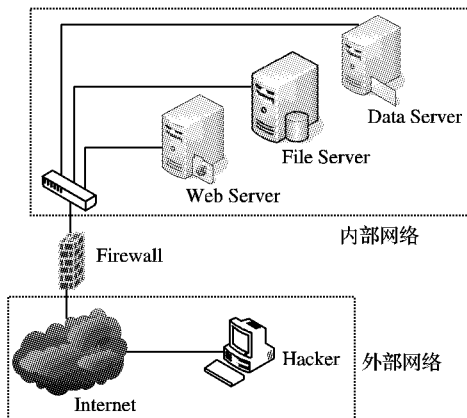 Data Server
File Server
Web Server
内部网络
Firewall
Hacker
外部网络
Internet